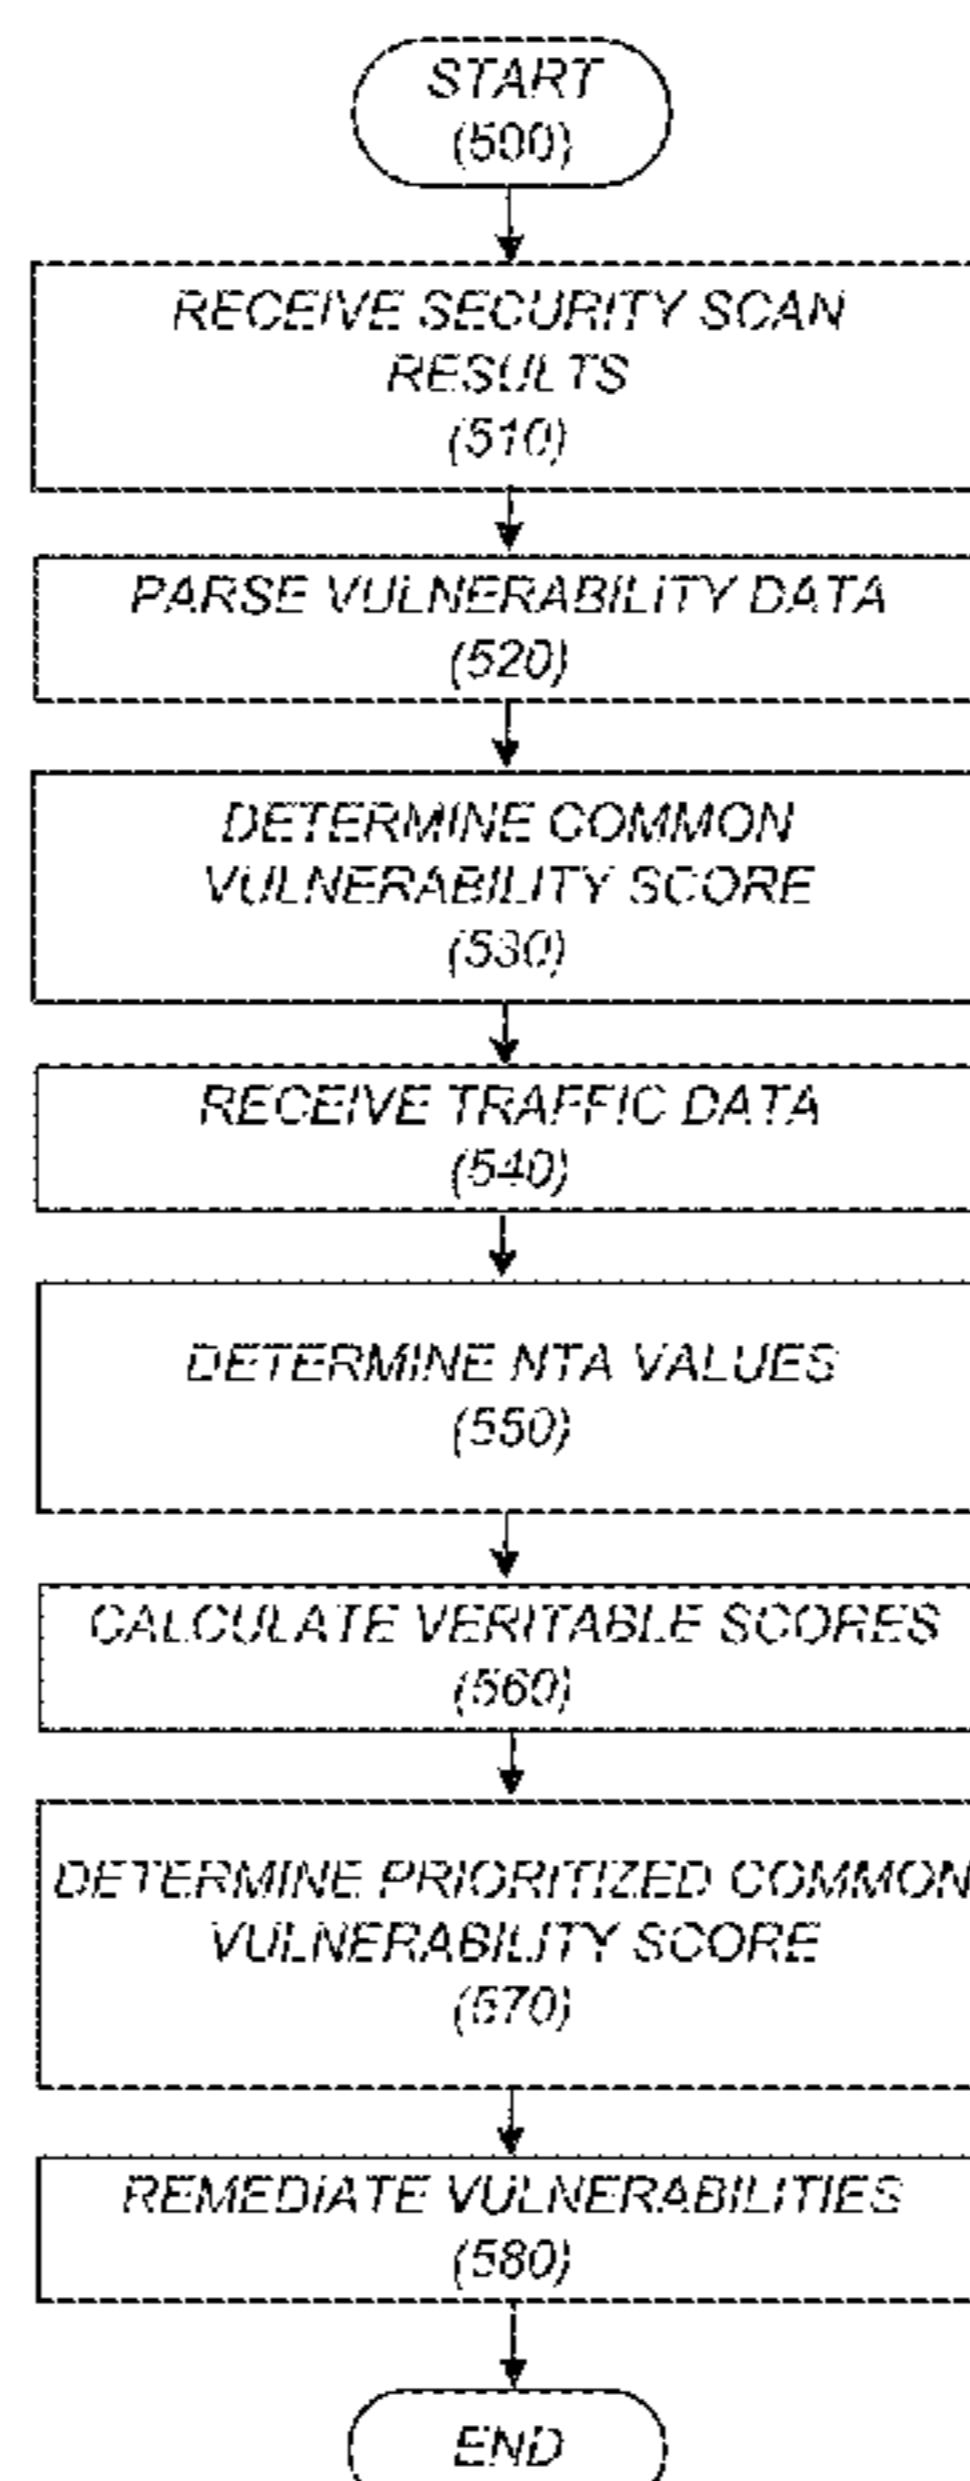 START
(500)
RECEIVE SECURITY SCAN
RESULTS
(510)
PARSE VULNERABILITY DATA
(520)
DETERMINE COMMON
VULNERABILITY SCORE
(530)
RECEIVE TRAFFIC DATA
(540)
DETERMINE NTA VALUES
(550)
CALCULATE VERITABLE SCORES
(560)
DETERMINE PRIORITIZED COMMON
VULNERABILITY SCORE
(570)
REMEDIATE VULNERABILITIES
(580)
END